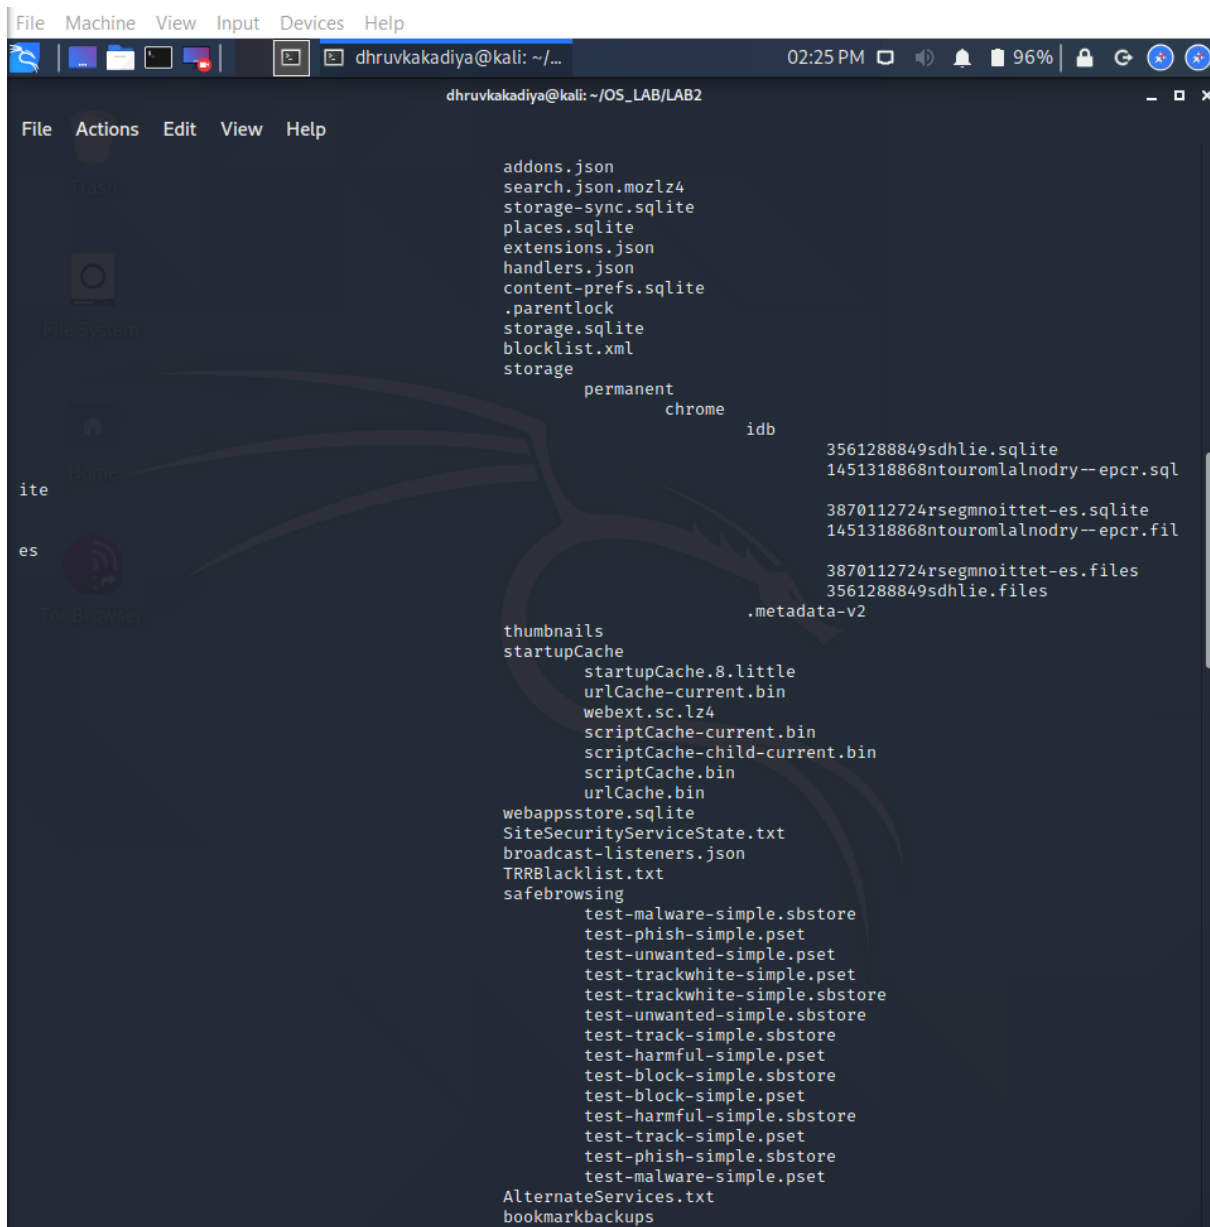 File Machine View Input Devices Help
dhruvkakadiya@kali: ~/... 02:25 PM 96%
dhruvkakadiya@kali: ~/OS_LAB/LAB2
File Actions Edit View Help
addons.json
Trash
search.json.mozlz4
storage-sync.sqlite
places.sqlite
extensions.json
handlers.json
content-prefs.sqlite
.parentlock
File System
storage.sqlite
blocklist.xml
storage
permanent
chrome
idb
3561288849sdhlie.sqlite
Home
1451318868ntouromlalnodry--epcr.sql
ite
3870112724rsegmnoittet-es.sqlite
1451318868ntouromlalnodry--epcr.fil
es
3870112724rsegmnoittet-es.files
3561288849sdhlie.files
Tor Browser
.metadata-v2
thumbnails
startupCache
startupCache.8.little
urlCache-current.bin
webext.sc.lz4
scriptCache-current.bin
scriptCache-child-current.bin
scriptCache.bin
urlCache.bin
webappsstore.sqlite
SiteSecurityServiceState.txt
broadcast-listeners.json
TRRBlacklist.txt
safebrowsing
test-malware-simple.sbstore
test-phish-simple.pset
test-unwanted-simple.pset
test-trackwhite-simple.pset
test-trackwhite-simple.sbstore
test-unwanted-simple.sbstore
test-track-simple.sbstore
test-harmful-simple.pset
test-block-simple.sbstore
test-block-simple.pset
test-harmful-simple.sbstore
test-track-simple.pset
test-phish-simple.sbstore
test-malware-simple.pset
AlternateServices.txt
bookmarkbackups